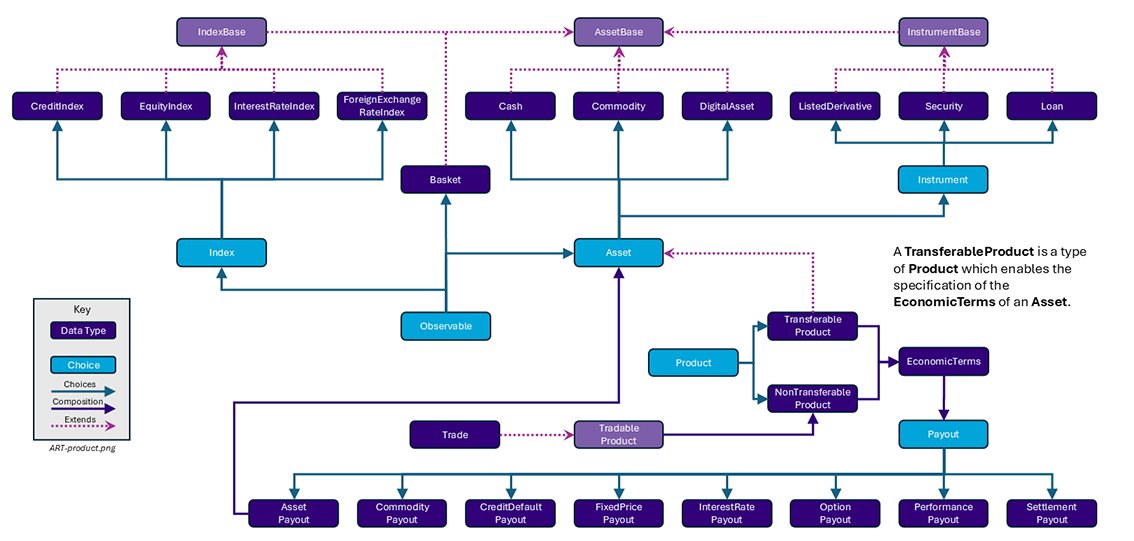 IndexBase
AssetBase
InstrumentBase
CreditIndex
EquityIndex
InterestRateIndex
ForeignExchange
RateIndex
Cash
Commodity
DigitalAsset
ListedDerivative
Security
Loan
Basket
Instrument
Index
Asset
A TransferableProduct is a type
of Product which enables the
specification of the
EconomicTerms of an Asset.
Key
Data Type
Choice
Choices
Composition
Extends
ART-product.png
Observable
Transferable
Product
Product
EconomicTerms
NonTransferable
Product
Trade
Tradable
Product
Payout
Asset
Payout
Commodity
Payout
CreditDefault
Payout
FixedPrice
Payout
InterestRate
Payout
Option
Payout
Performance
Payout
Settlement
Payout